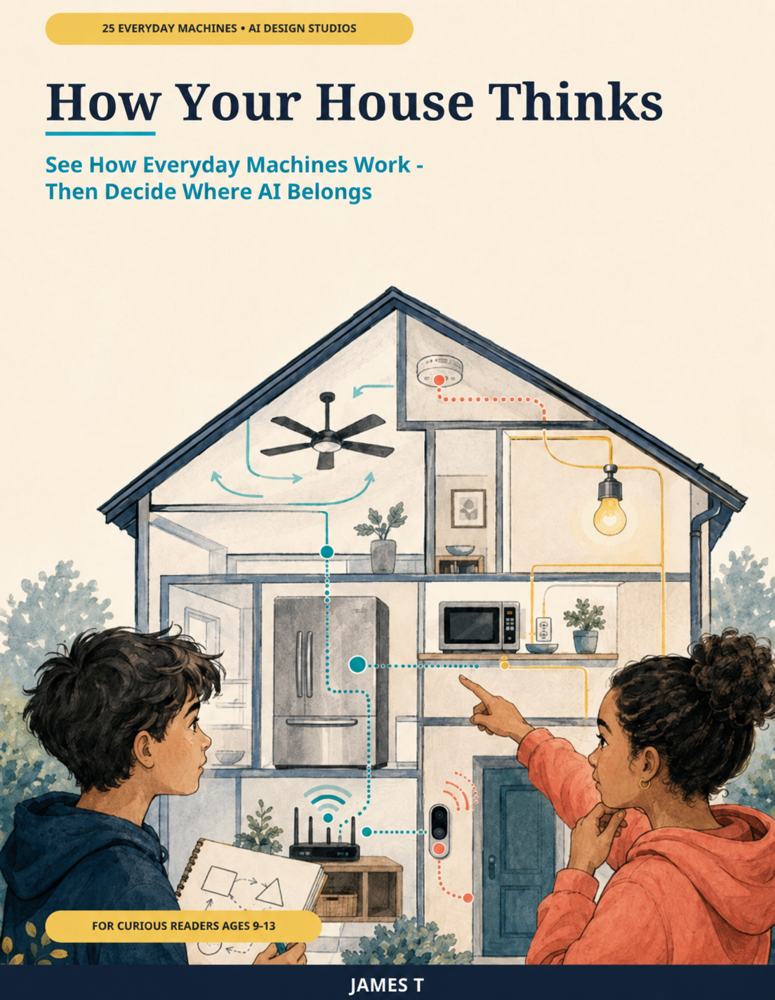 25 EVERYDAY MACHINES • AI DESIGN STUDIOS
How Your House Thinks
See How Everyday Machines Work -
Then Decide Where AI Belongs
FOR CURIOUS READERS AGES 9-13
JAMES T